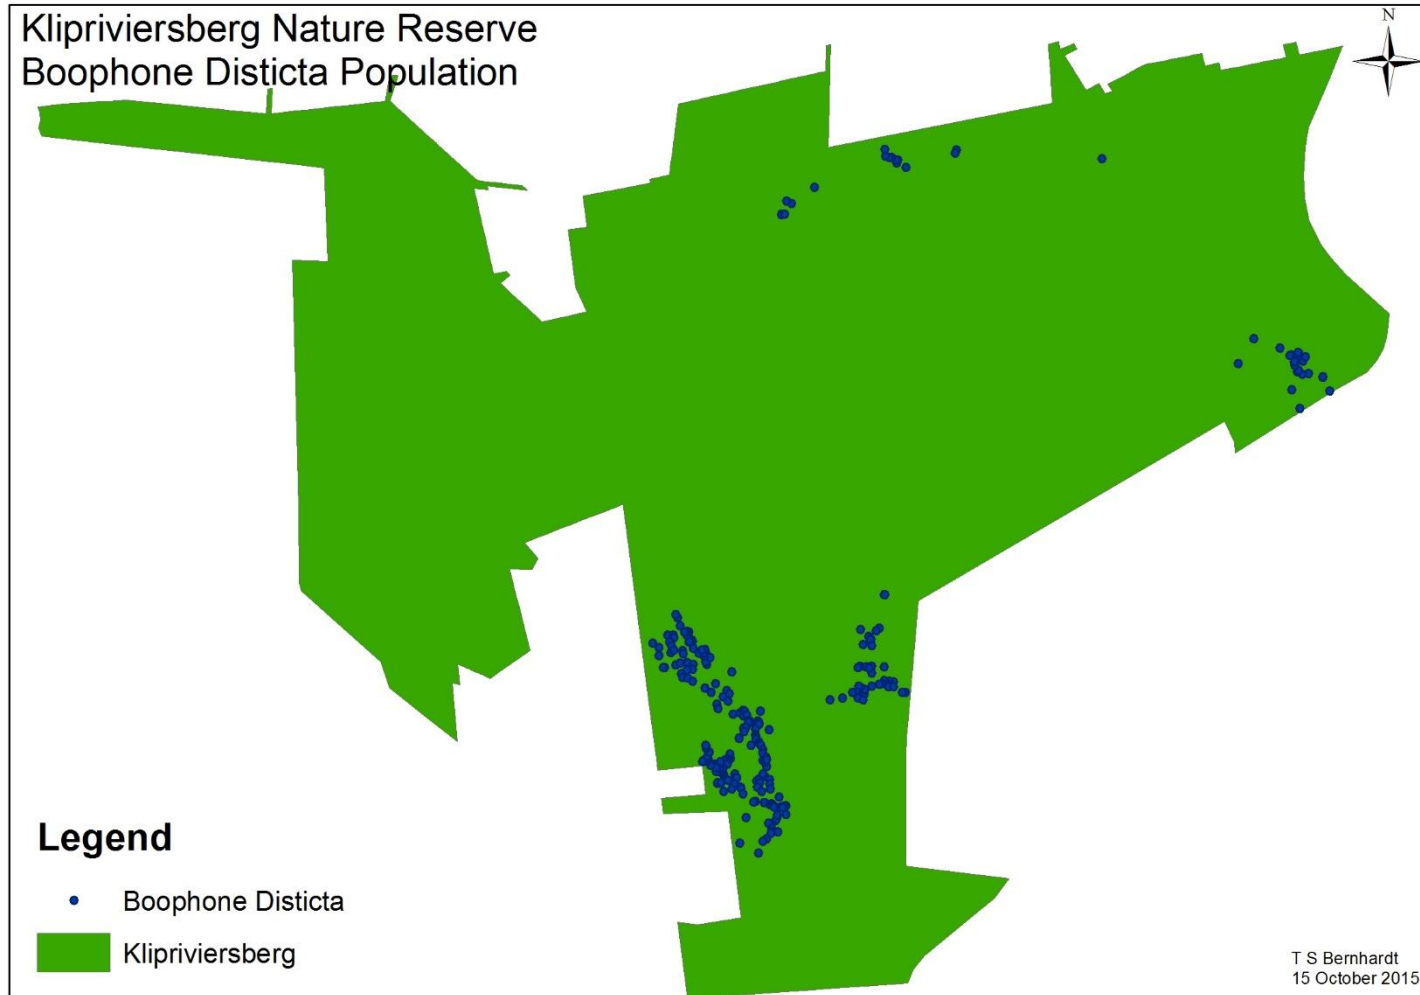 Klipriviersberg Nature Reserve
Boophone Disticta Population
N
Legend
Boophone Disticta
Klipriviersberg
T S Bernhardt
15 October 2015